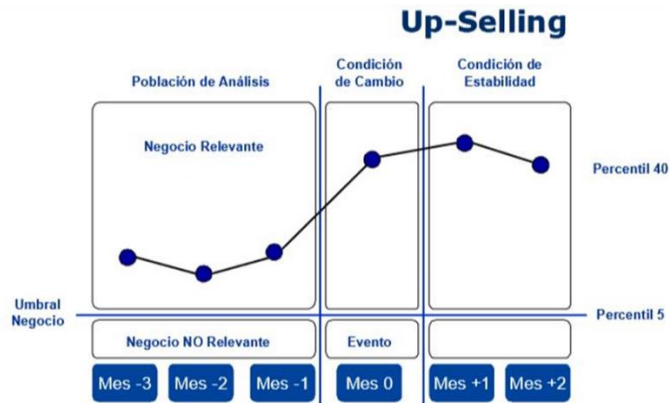 Up-Selling
Población de Análisis
Condición
de Cambio
Condición de
Estabilidad
Negocio Relevante
Percentil 40
Umbral
Negocio
Percentil 5
Negocio NO Relevante
Evento
Mes -3
Mes -2
Mes -1
Mes 0
Mes +1
Mes +2